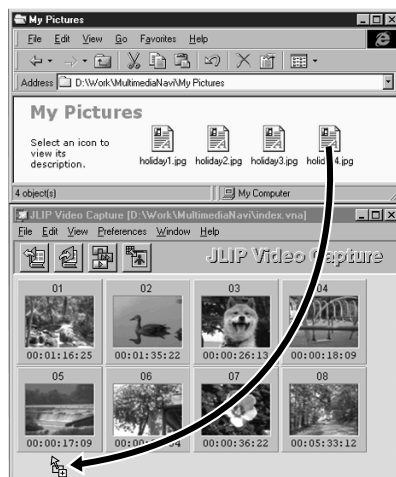 My Pictures
File Edit View Go Favorites Help
Address D:\Work\MultimediaNavi\My Pictures
My Pictures
Select an icon to
view its
description.
holiday1.jpg holiday2.jpg holiday3.jpg
4 object(s) My Computer
JLIP Video Capture [D:\Work\MultimediaNavi\index.vna]
File Edit View Preferences Window Help
JLIP Video Capture
01 02 03 04
00:01:16:25 00:01:35:22 00:00:26:13 00:00:18:09
05 06 07 08
00:00:17:09 00:00:36:22 00:05:33:12